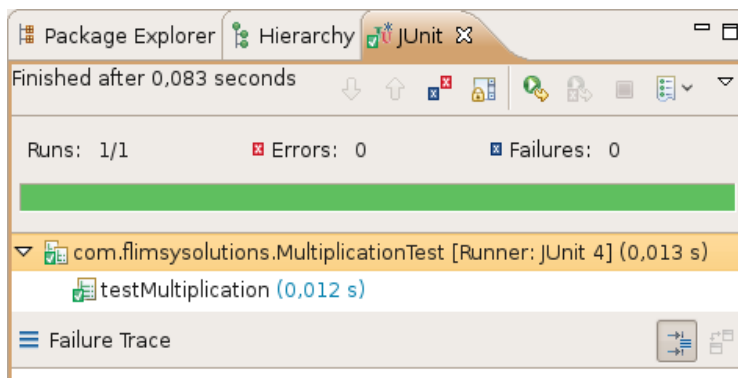 Package Explorer Hierarchy JUnit
Finished after 0,083 seconds
Runs: 1/1 Errors: 0 Failures: 0
com.flimsysolutions.MultiplicationTest [Runner: JUnit 4] (0,013 s)
testMultiplication (0,012 s)
Failure Trace